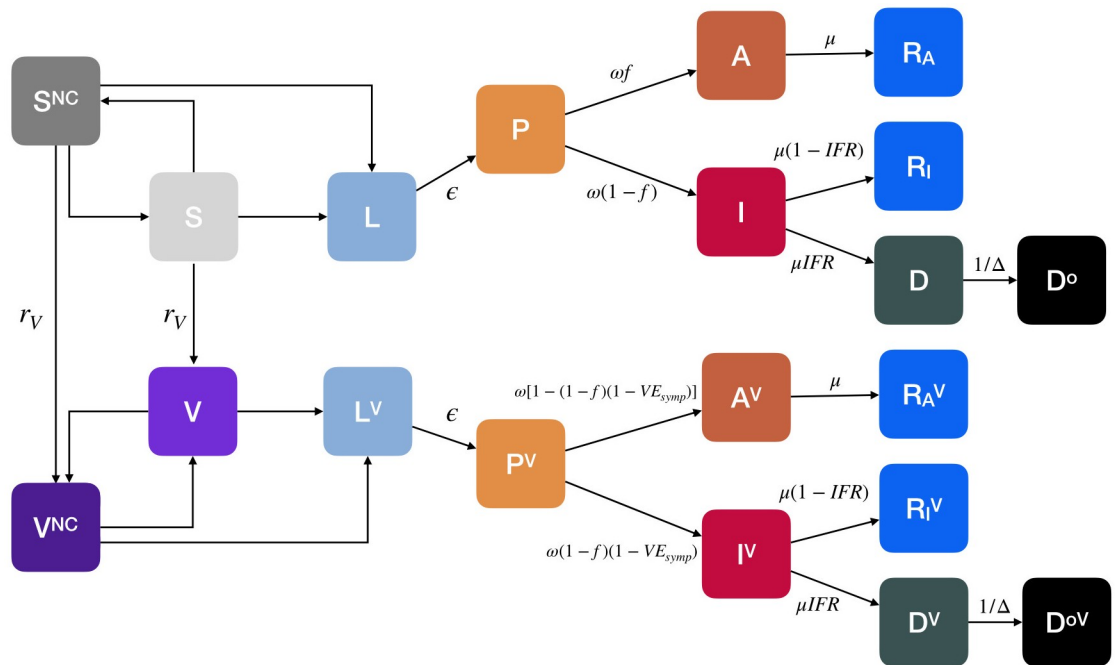 S^NC
S
L
ϵ
P
ωf
ω(1 − f)
A
μ
R_A
I
μ(1 − IFR)
R_I
μIFR
D
1/Δ
D^o
r_V
r_V
V
V^NC
L^V
ϵ
P^V
ω[1 − (1 − f)(1 − VE_symp)]
ω(1 − f)(1 − VE_symp)
A^V
μ
R_A^V
I^V
μ(1 − IFR)
R_I^V
μIFR
D^V
1/Δ
D^oV